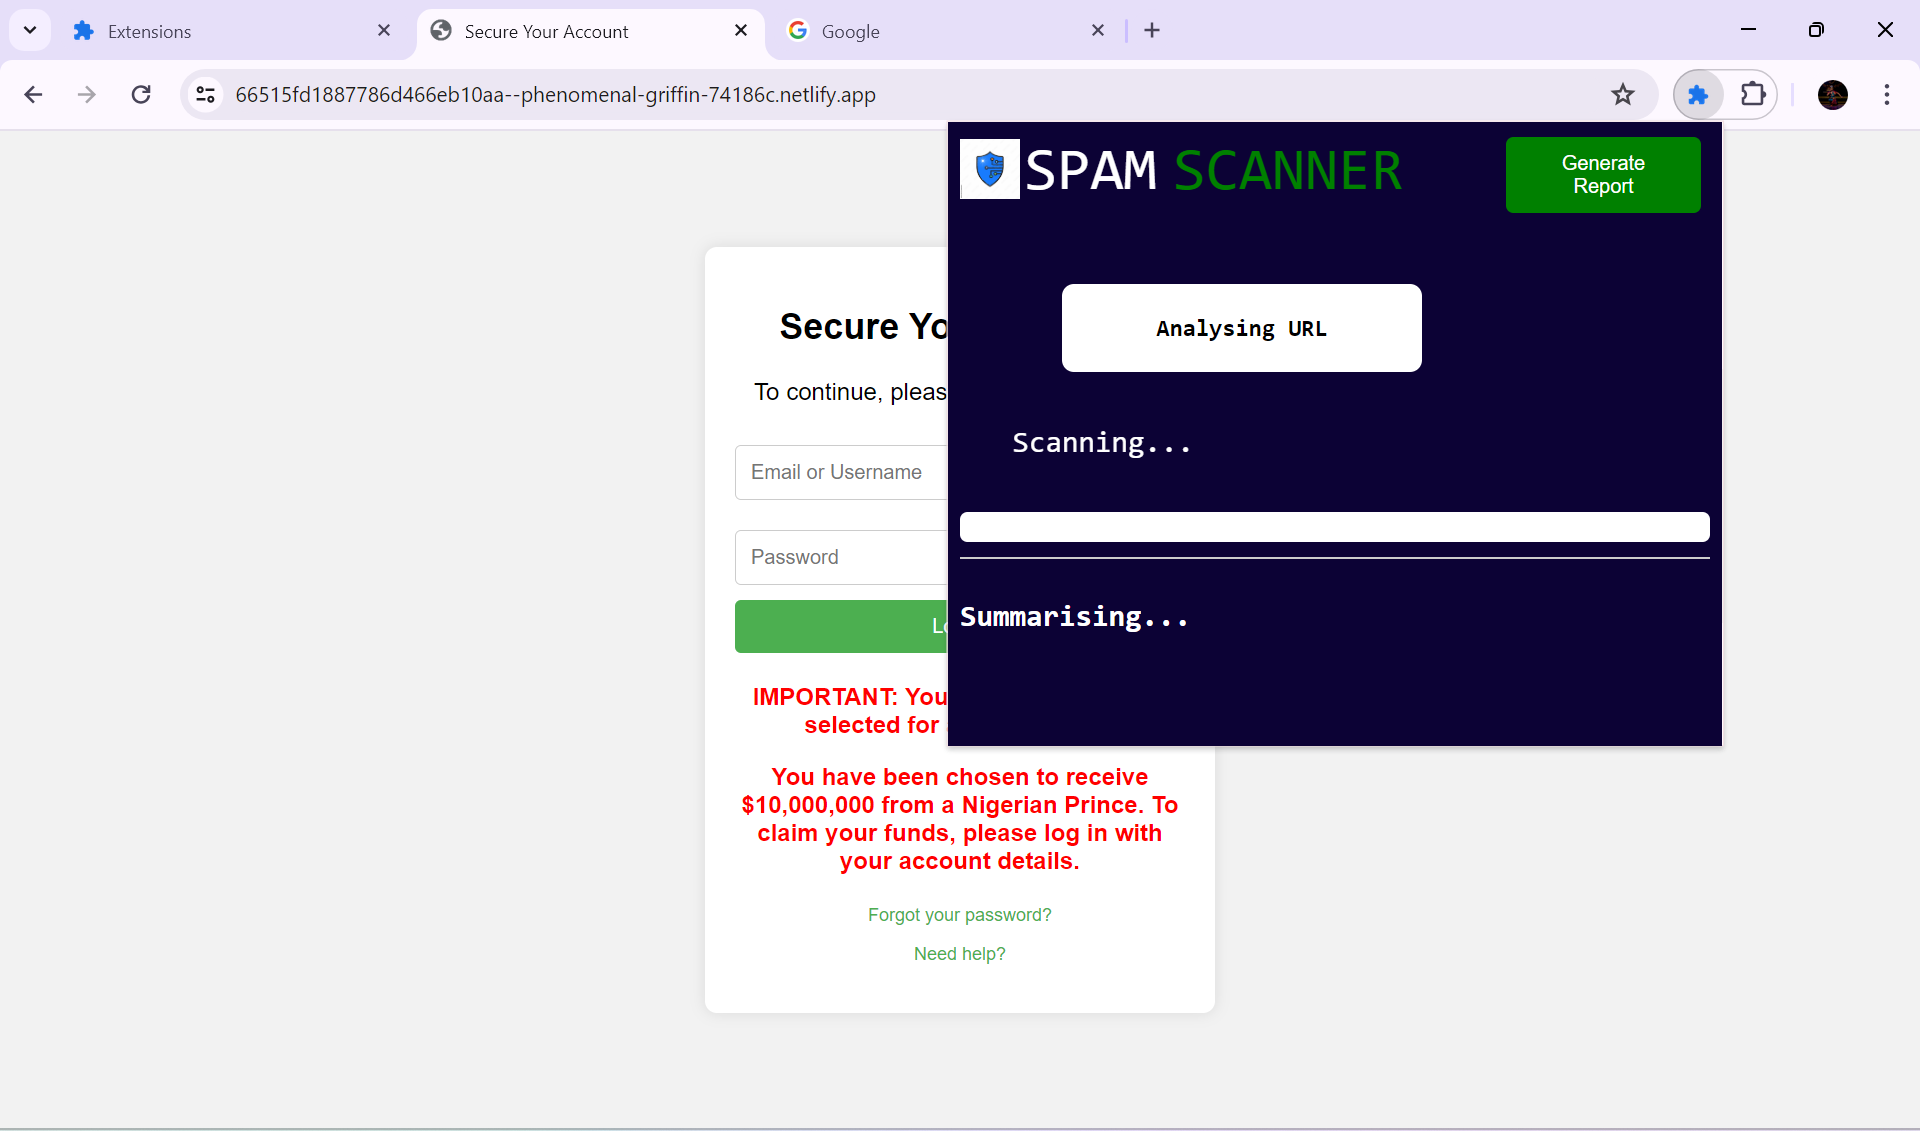 Extensions
Secure Your Account
Google
66515fd1887786d466eb10aa--phenomenal-griffin-74186c.netlify.app
SPAM SCANNER
Generate
Report
Analysing URL
Scanning...
Summarising...
Secure
To continue,
Email or Username
Password
IMPORTANT:
selected for
You have been chosen to receive
$10,000,000 from a Nigerian Prince. To
claim your funds, please log in with
your account details.
Forgot your password?
Need help?